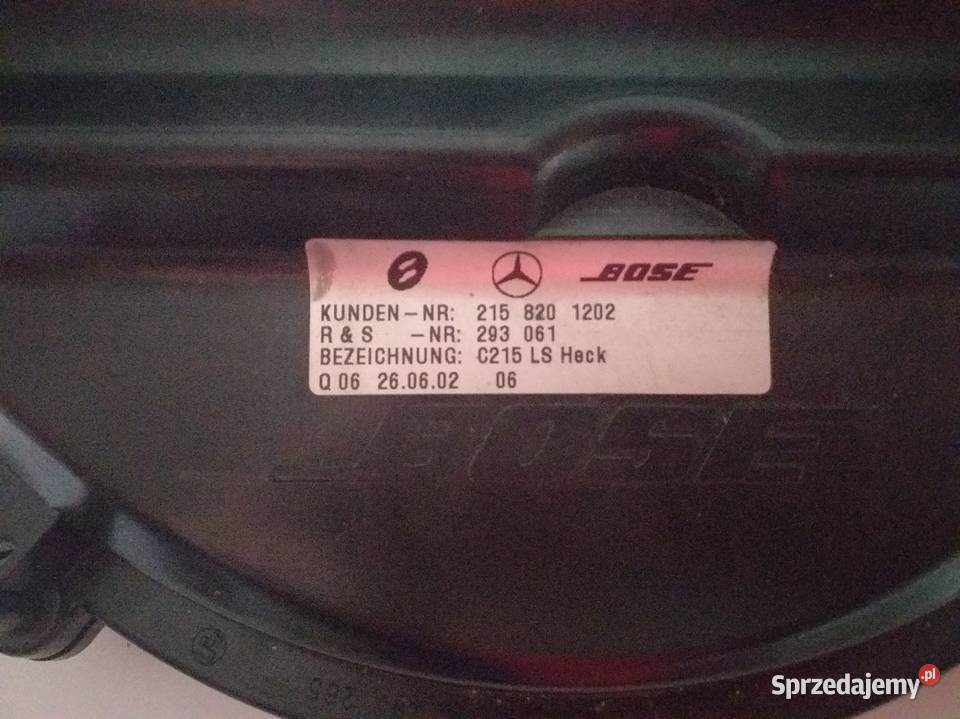 BOSE
KUNDEN-NR: 215 820 1202
R & S -NR: 293 061
BEZEICHNUNG: C215 LS Heck
Q 06 26.06.02 06
BOSE
265
Sprzedajemy.pl